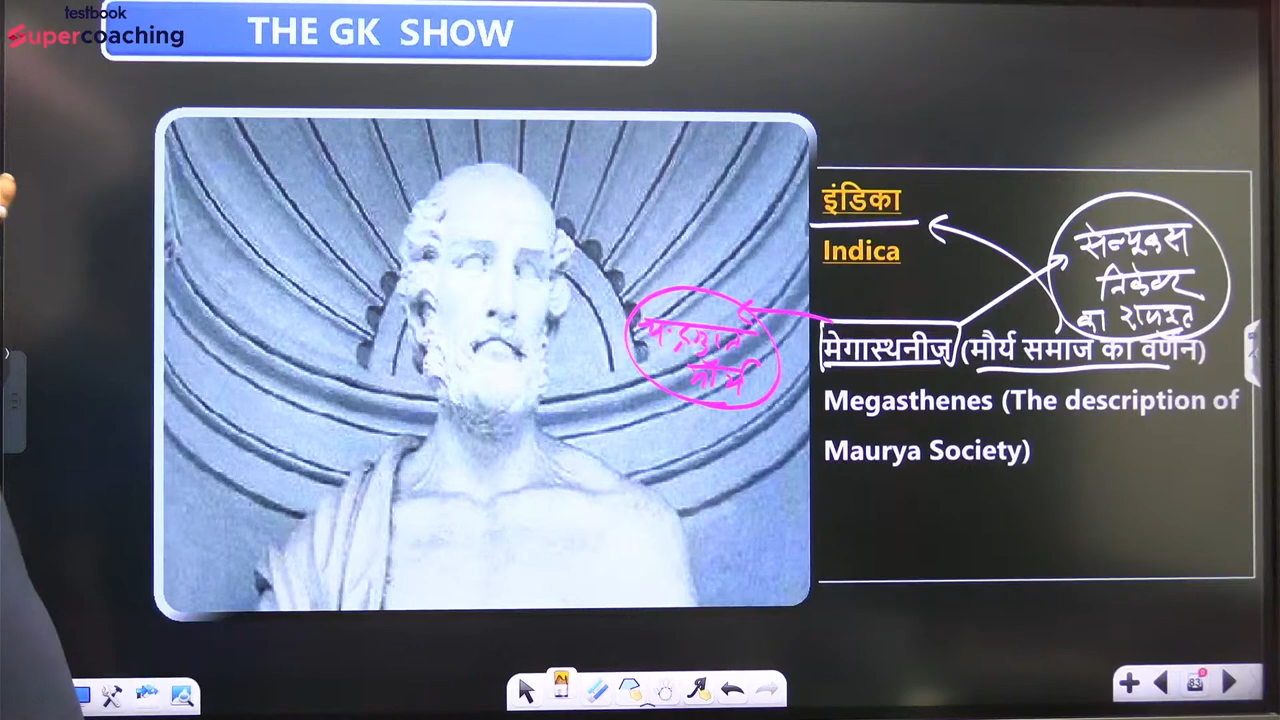 testbook
Supercoaching
THE GK SHOW
इंडिका
Indica
सेल्यूकस
निकेटर
का राजदूत
चन्द्रगुप्त
मौर्य
मेगास्थनीज (मौर्य समाज का वर्णन)
Megasthenes (The description of
Maurya Society)
83